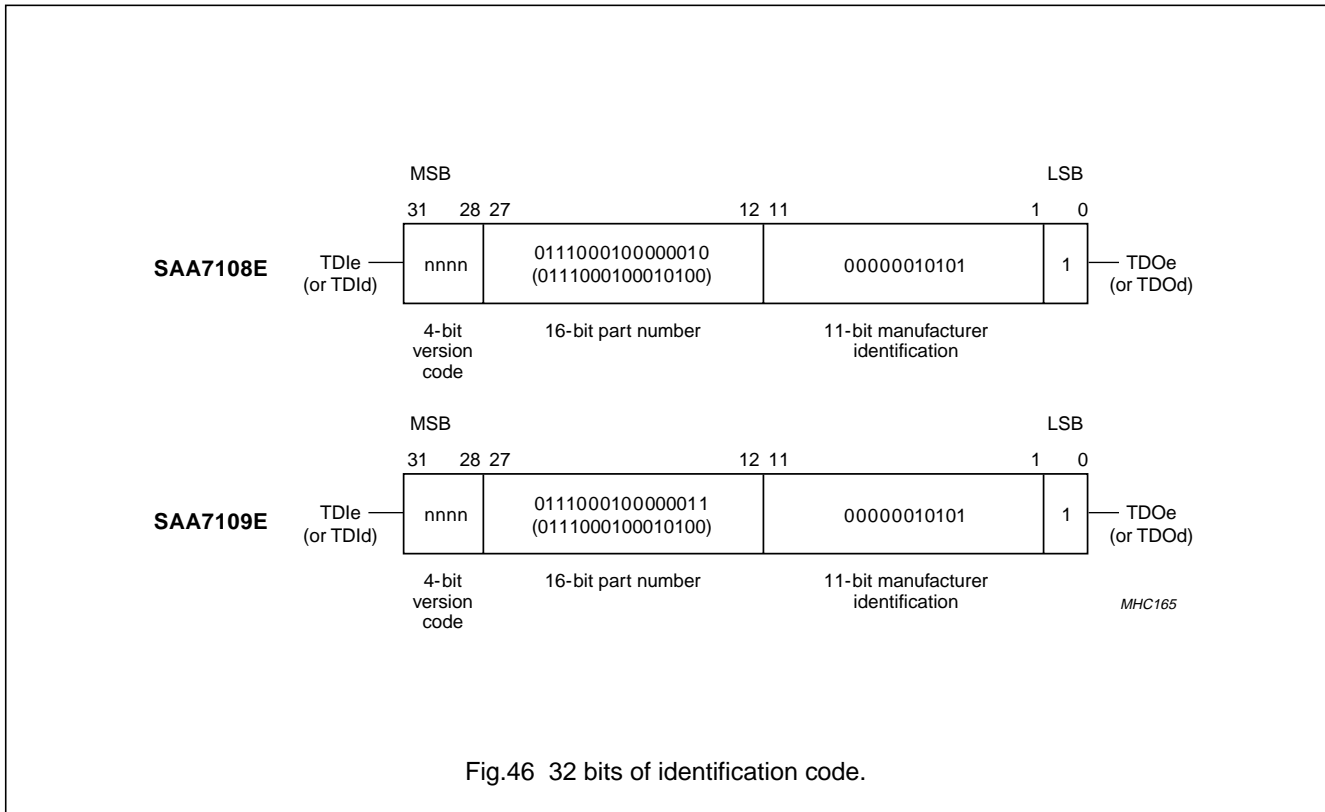 MSB LSB
31 28 27 12 11 1 0
SAA7108E TDIe (or TDId) nnnn 0111000100000010 (0111000100010100) 00000010101 1 TDOe (or TDOd)
4-bit version code 16-bit part number 11-bit manufacturer identification
MSB LSB
31 28 27 12 11 1 0
SAA7109E TDIe (or TDId) nnnn 0111000100000011 (0111000100010100) 00000010101 1 TDOe (or TDOd)
4-bit version code 16-bit part number 11-bit manufacturer identification
MHC165
Fig.46 32 bits of identification code.